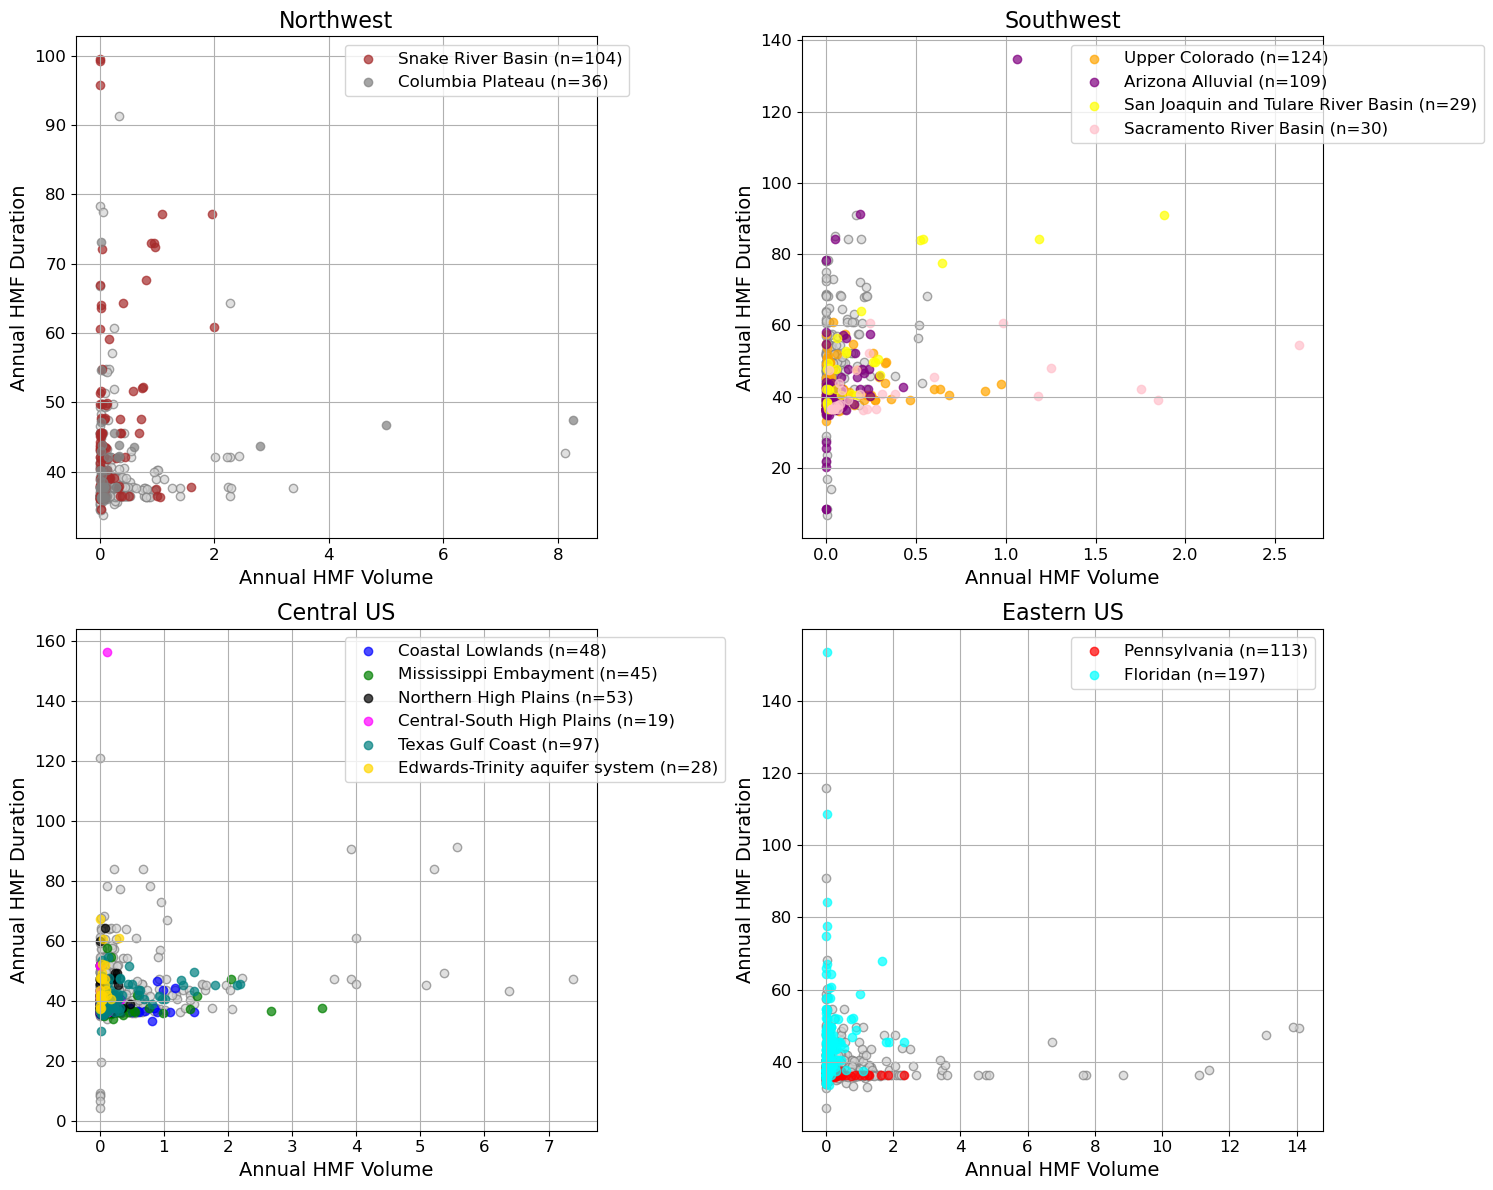 Northwest
Snake River Basin (n=104)
Columbia Plateau (n=36)
100
90
80
70
60
50
40
Annual HMF Duration
0 2 4 6 8
Annual HMF Volume
Southwest
Upper Colorado (n=124)
Arizona Alluvial (n=109)
San Joaquin and Tulare River Basin (n=29)
Sacramento River Basin (n=30)
140
120
100
80
60
40
20
Annual HMF Duration
0.0 0.5 1.0 1.5 2.0 2.5
Annual HMF Volume
Central US
Coastal Lowlands (n=48)
Mississippi Embayment (n=45)
Northern High Plains (n=53)
Central-South High Plains (n=19)
Texas Gulf Coast (n=97)
Edwards-Trinity aquifer system (n=28)
160
140
120
100
80
60
40
20
0
Annual HMF Duration
0 1 2 3 4 5 6 7
Annual HMF Volume
Eastern US
Pennsylvania (n=113)
Floridan (n=197)
140
120
100
80
60
40
Annual HMF Duration
0 2 4 6 8 10 12 14
Annual HMF Volume